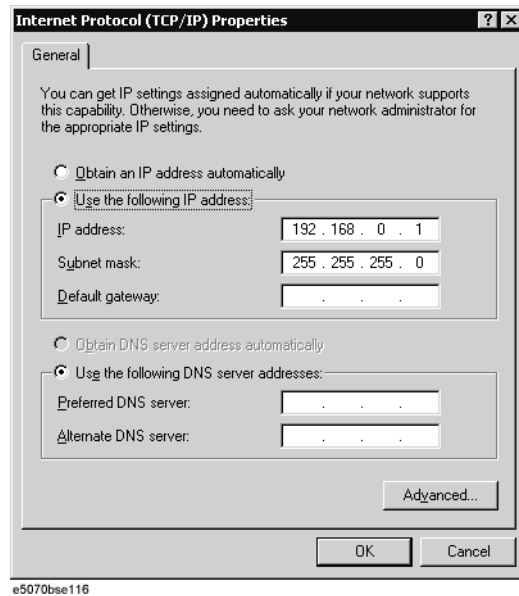 Internet Protocol (TCP/IP) Properties ? X
General
You can get IP settings assigned automatically if your network supports
this capability. Otherwise, you need to ask your network administrator for
the appropriate IP settings.
Obtain an IP address automatically
Use the following IP address:
IP address: 192 . 168 . 0 . 1
Subnet mask: 255 . 255 . 255 . 0
Default gateway: . . .
Obtain DNS server address automatically
Use the following DNS server addresses:
Preferred DNS server: . . .
Alternate DNS server: . . .
Advanced...
OK Cancel
e5070bse116